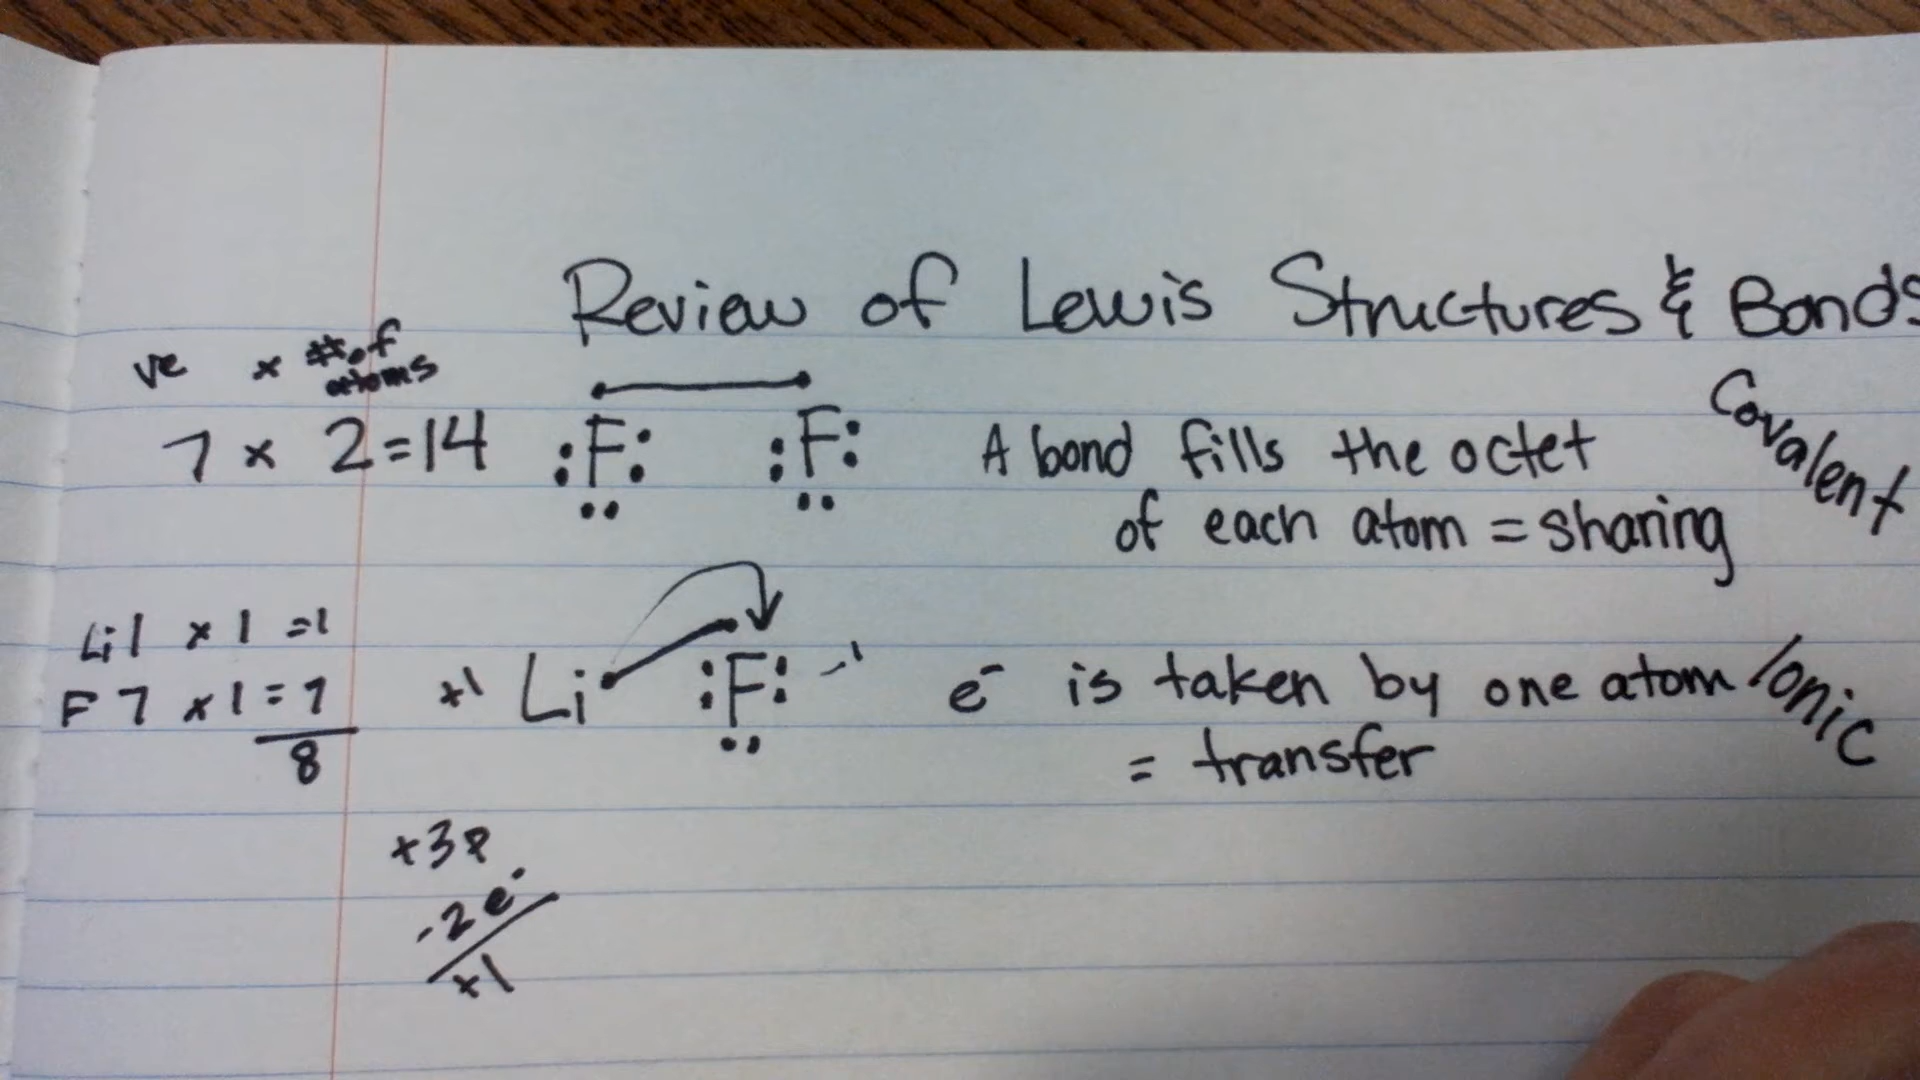 Review of Lewis Structures & Bonds
ve x # of atoms
7 x 2 = 14 :F: :F: A bond fills the octet
of each atom = sharing
Covalent
Li 1 x 1 = 1
F 7 x 1 = 7
8
+1 Li :F: -1 e⁻ is taken by one atom
= transfer
Ionic
+3p
-2e⁻
+1